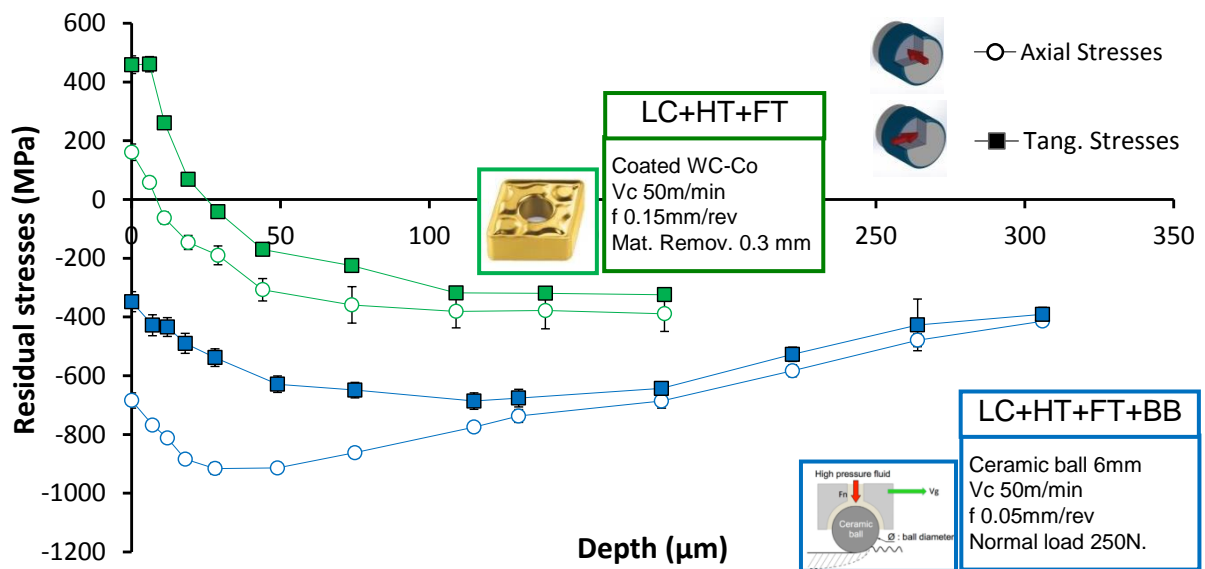 600
400
200
0
-200
-400
-600
-800
-1000
-1200
Residual stresses (MPa)
0
50
100
250
300
350
Depth (µm)
Axial Stresses
Tang. Stresses
LC+HT+FT
Coated WC-Co
Vc 50m/min
f 0.15mm/rev
Mat. Remov. 0.3 mm
LC+HT+FT+BB
Ceramic ball 6mm
Vc 50m/min
f 0.05mm/rev
Normal load 250N.
High pressure fluid
Fn
Vg
Ceramic
ball
Ø : ball diameter